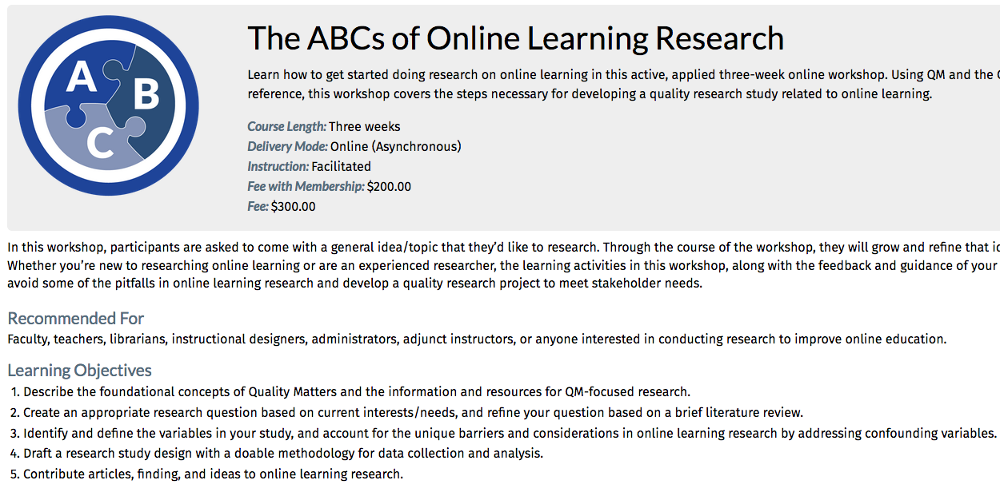 A
B
C
The ABCs of Online Learning Research
Learn how to get started doing research on online learning in this active, applied three-week online workshop. Using QM and the
reference, this workshop covers the steps necessary for developing a quality research study related to online learning.
Course Length: Three weeks
Delivery Mode: Online (Asynchronous)
Instruction: Facilitated
Fee with Membership: $200.00
Fee: $300.00
In this workshop, participants are asked to come with a general idea/topic that they’d like to research. Through the course of the workshop, they will grow and refine that
Whether you’re new to researching online learning or are an experienced researcher, the learning activities in this workshop, along with the feedback and guidance of your
avoid some of the pitfalls in online learning research and develop a quality research project to meet stakeholder needs.
Recommended For
Faculty, teachers, librarians, instructional designers, administrators, adjunct instructors, or anyone interested in conducting research to improve online education.
Learning Objectives
1. Describe the foundational concepts of Quality Matters and the information and resources for QM-focused research.
2. Create an appropriate research question based on current interests/needs, and refine your question based on a brief literature review.
3. Identify and define the variables in your study, and account for the unique barriers and considerations in online learning research by addressing confounding variables.
4. Draft a research study design with a doable methodology for data collection and analysis.
5. Contribute articles, finding, and ideas to online learning research.